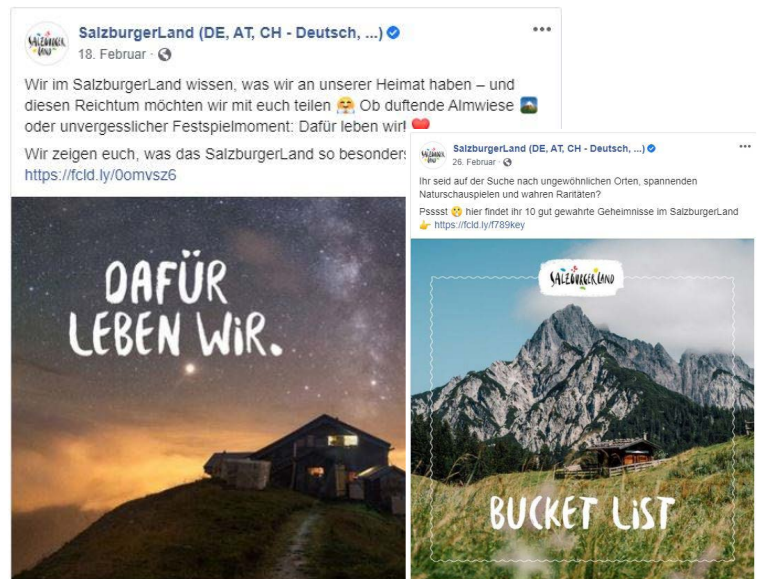 SalzburgerLand (DE, AT, CH - Deutsch, ...)
18. Februar ·
Wir im SalzburgerLand wissen, was wir an unserer Heimat haben – und
diesen Reichtum möchten wir mit euch teilen 🤗 Ob duftende Almwiese
oder unvergesslicher Festspielmoment: Dafür leben wir! ❤️
Wir zeigen euch, was das SalzburgerLand so besonders
https://fcld.ly/0omvsz6
DAFÜR
LEBEN WIR.
SalzburgerLand (DE, AT, CH - Deutsch, ...)
26. Februar ·
Ihr seid auf der Suche nach ungewöhnlichen Orten, spannenden
Naturschauspielen und wahren Raritäten?
Psssst 🤫 hier findet ihr 10 gut gewahrte Geheimnisse im SalzburgerLand
👉 https://fcld.ly/f789key
SALZBURGER LAND
BUCKET LIST